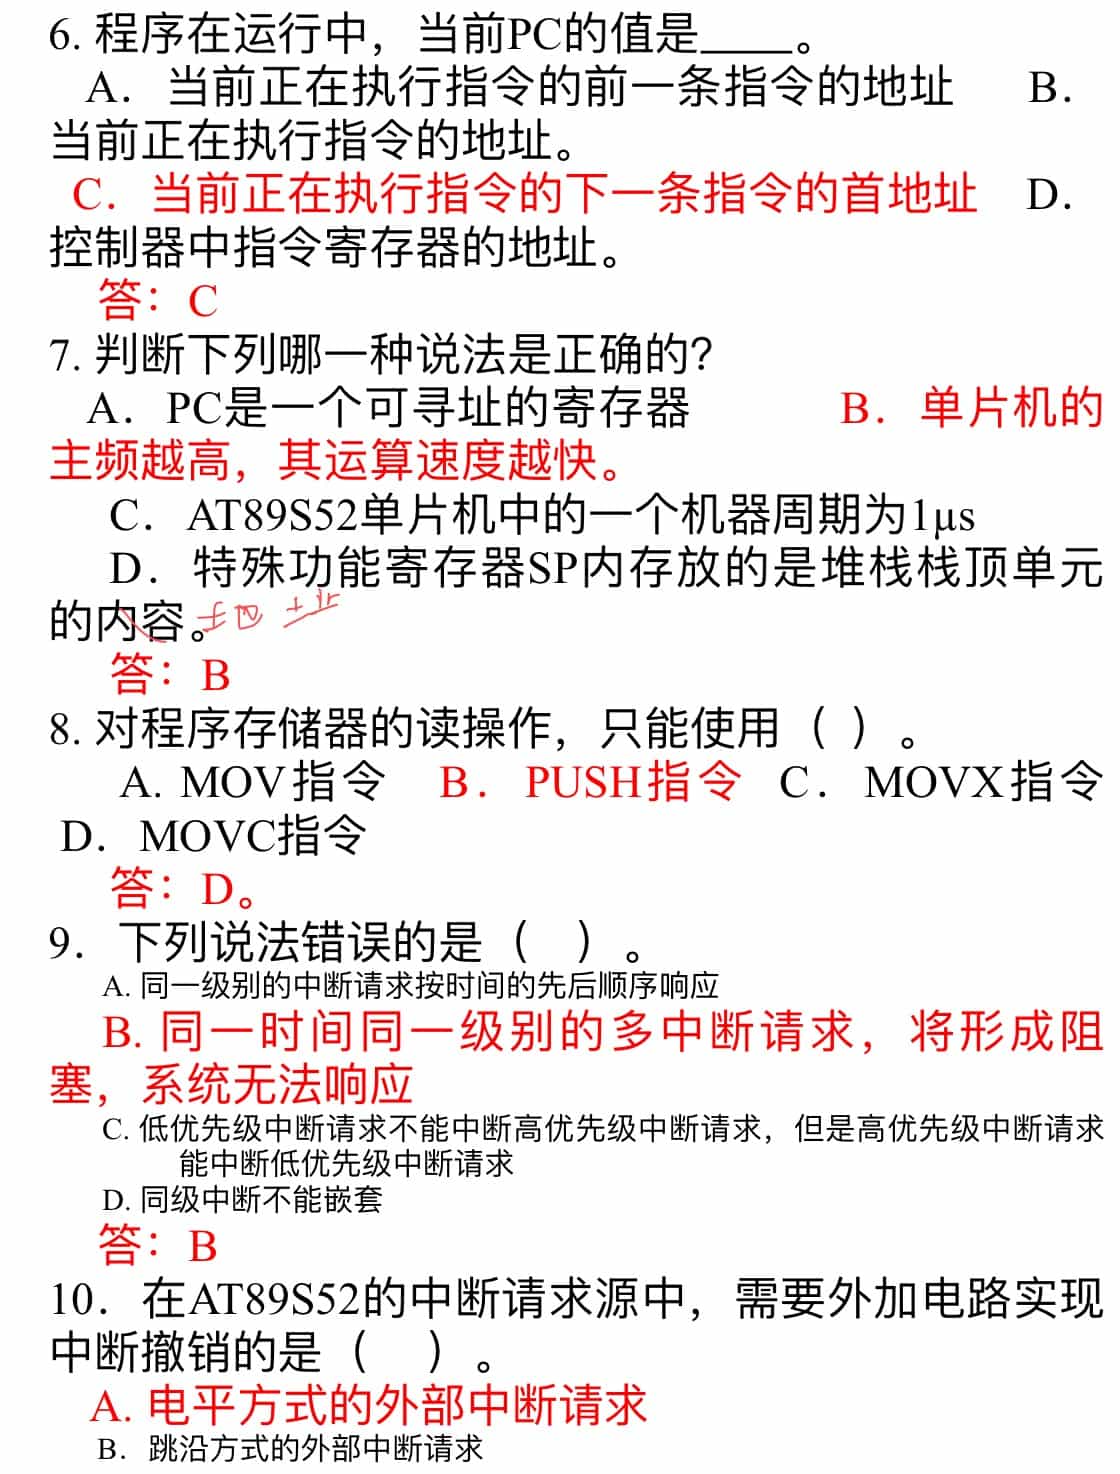 6. 程序在运行中，当前PC的值是____。
A．当前正在执行指令的前一条指令的地址 B．
当前正在执行指令的地址。
C．当前正在执行指令的下一条指令的首地址 D．
控制器中指令寄存器的地址。
答：C
7. 判断下列哪一种说法是正确的？
A．PC是一个可寻址的寄存器 B．单片机的
主频越高，其运算速度越快。
C．AT89S52单片机中的一个机器周期为1μs
D．特殊功能寄存器SP内存放的是堆栈栈顶单元
的内容。地址
答：B
8. 对程序存储器的读操作，只能使用（ ）。
A. MOV指令 B．PUSH指令 C．MOVX指令
D．MOVC指令
答：D。
9．下列说法错误的是（ ）。
A. 同一级别的中断请求按时间的先后顺序响应
B. 同一时间同一级别的多中断请求，将形成阻
塞，系统无法响应
C. 低优先级中断请求不能中断高优先级中断请求，但是高优先级中断请求
能中断低优先级中断请求
D. 同级中断不能嵌套
答：B
10．在AT89S52的中断请求源中，需要外加电路实现
中断撤销的是（ ）。
A. 电平方式的外部中断请求
B．跳沿方式的外部中断请求